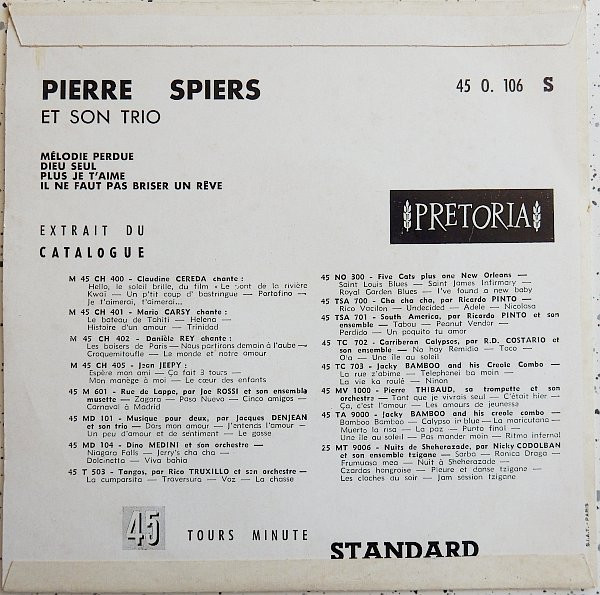 PIERRE SPIERS
45 O. 106 S
ET SON TRIO
MÉLODIE PERDUE
DIEU SEUL
PLUS JE T'AIME
IL NE FAUT PAS BRISER UN RÊVE
PRETORIA
EXTRAIT DU
CATALOGUE
M 45 CH 400 - Claudine CEREDA chante :
Hello, le soleil brille, du film « Le pont de la rivière
Kwaï — Un p'tit coup d' bastringue — Portofino —
Je t'aimerai, t'aimerai...
M 45 CH 401 - Mario CARSY chante :
Le bateau de Tahiti — Helena —
Histoire d'un amour — Trinidad
M 45 CH 402 - Danièle REY chante :
Les baisers de Paris — Nous partirons demain à l'aube —
Croquemitoufle — Le monde et notre amour
M 45 CH 405 - Jean JEEPY :
Espère mon ami — Ça fait 3 tours —
Mon manège à moi — Le cœur des enfants
45 M 601 - Rue de Lappe, par Joe ROSSI et son ensemble
musette — Zagara — Paso Nuevo — Cinco amigos —
Carnaval à Madrid
45 MD 101 - Musique pour deux, par Jacques DENJEAN
et son trio — Dors mon amour — J'entends l'amour —
Un peu d'amour et de sentiment — Le gosse
45 MD 104 - Dino MEDINI et son orchestre —
Niagara Falls — Jerry's cha cha —
Dolcinetta — Viva bahia
45 T 503 - Tangos, par Rico TRUXILLO et son orchestre —
La cumparsita — Traversura — Voz — La chasse
45 NO 300 - Five Cats plus one New Orleans —
Saint Louis Blues — Saint James Infirmary —
Royal Garden Blues — I've found a new baby
45 TSA 700 - Cha cha cha, par Ricardo PINTO —
Rico Vacilon — Undecided — Adele — Nicolasa
45 TSA 701 - South America, par Ricardo PINTO et son
ensemble — Tabou — Peanut Vendor —
Perdido — Un poquito tu amor
45 TC 702 - Carriberan Calypses, par R.D. COSTARIO et
son ensemble — No hay Remidio — Taco —
O'a — Une île au soleil
45 TC 703 - Jacky BAMBOO and his Creole Combo —
La rue s'abime — Telephonei ba main —
La vie ka roulé — Ninon
45 MV 1000 - Pierre THIBAUD, sa trompette et son
orchestre — Tant que je vivrais seul — C'était hier —
Ça, c'est l'amour — Les amours de jeunesse
45 TA 9000 - Jacky BAMBOO and his creole combo —
Bamboo Bamboo — Calypso in blue — La maricutana —
Muerto la risa — La paz — Punto final —
Une île au soleil — Pas mander moin — Ritmo infernal
25 MT 9006 - Nuits de Sheherazade, par Nicky CODOLBAN
et son ensemble tzigane — Sarba — Ronica Draga —
Frumuasa mea — Nuit à Sheherazade —
Czardas hongroise — Pleure et danse tzigane —
Les cloches au soir — Jam session tzigane
45 TOURS MINUTE
STANDARD
S.I.A.T. - PARIS